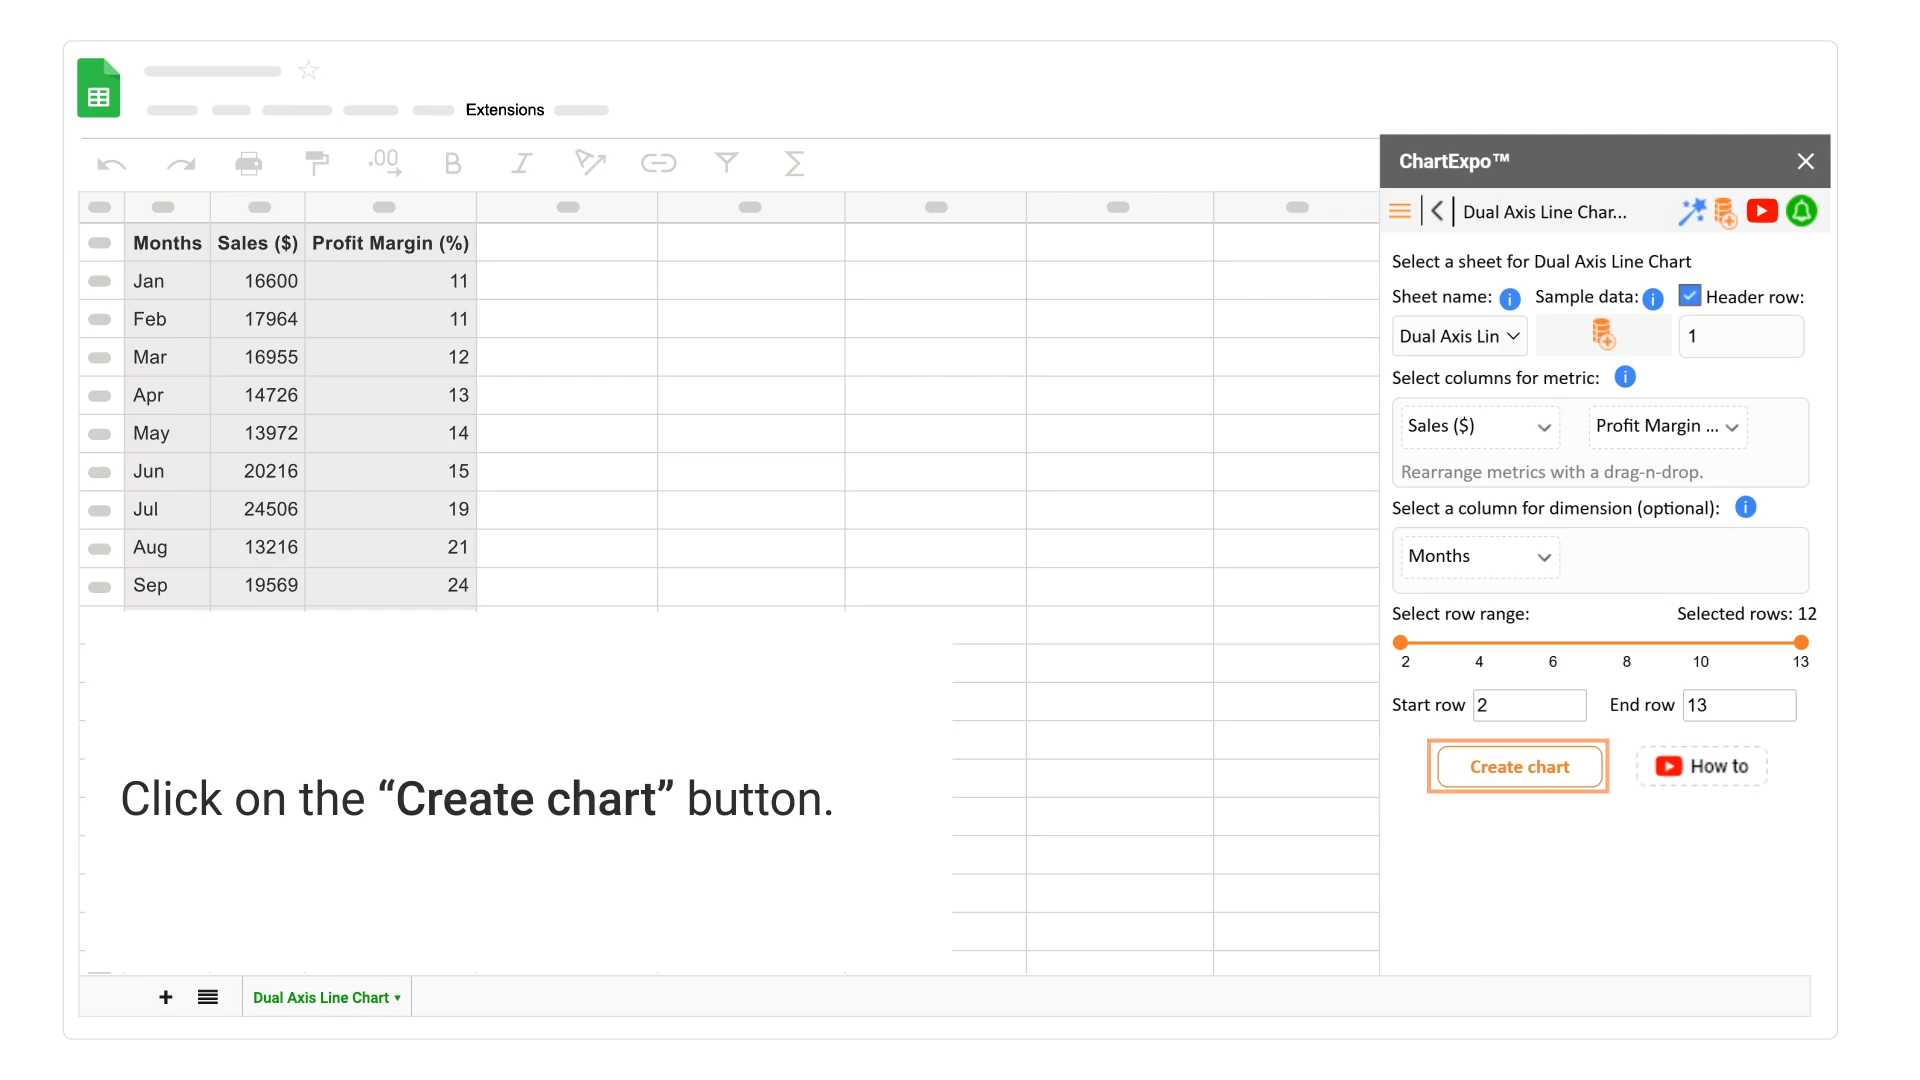 Extensions
.00
B
I
Months Sales ($) Profit Margin (%)
Jan 16600 11
Feb 17964 11
Mar 16955 12
Apr 14726 13
May 13972 14
Jun 20216 15
Jul 24506 19
Aug 13216 21
Sep 19569 24
Click on the “Create chart” button.
Dual Axis Line Chart
ChartExpo™
Dual Axis Line Char...
Select a sheet for Dual Axis Line Chart
Sheet name: Sample data: Header row:
Dual Axis Lin 1
Select columns for metric:
Sales ($) Profit Margin ...
Rearrange metrics with a drag-n-drop.
Select a column for dimension (optional):
Months
Select row range: Selected rows: 12
2 4 6 8 10 13
Start row 2 End row 13
Create chart How to